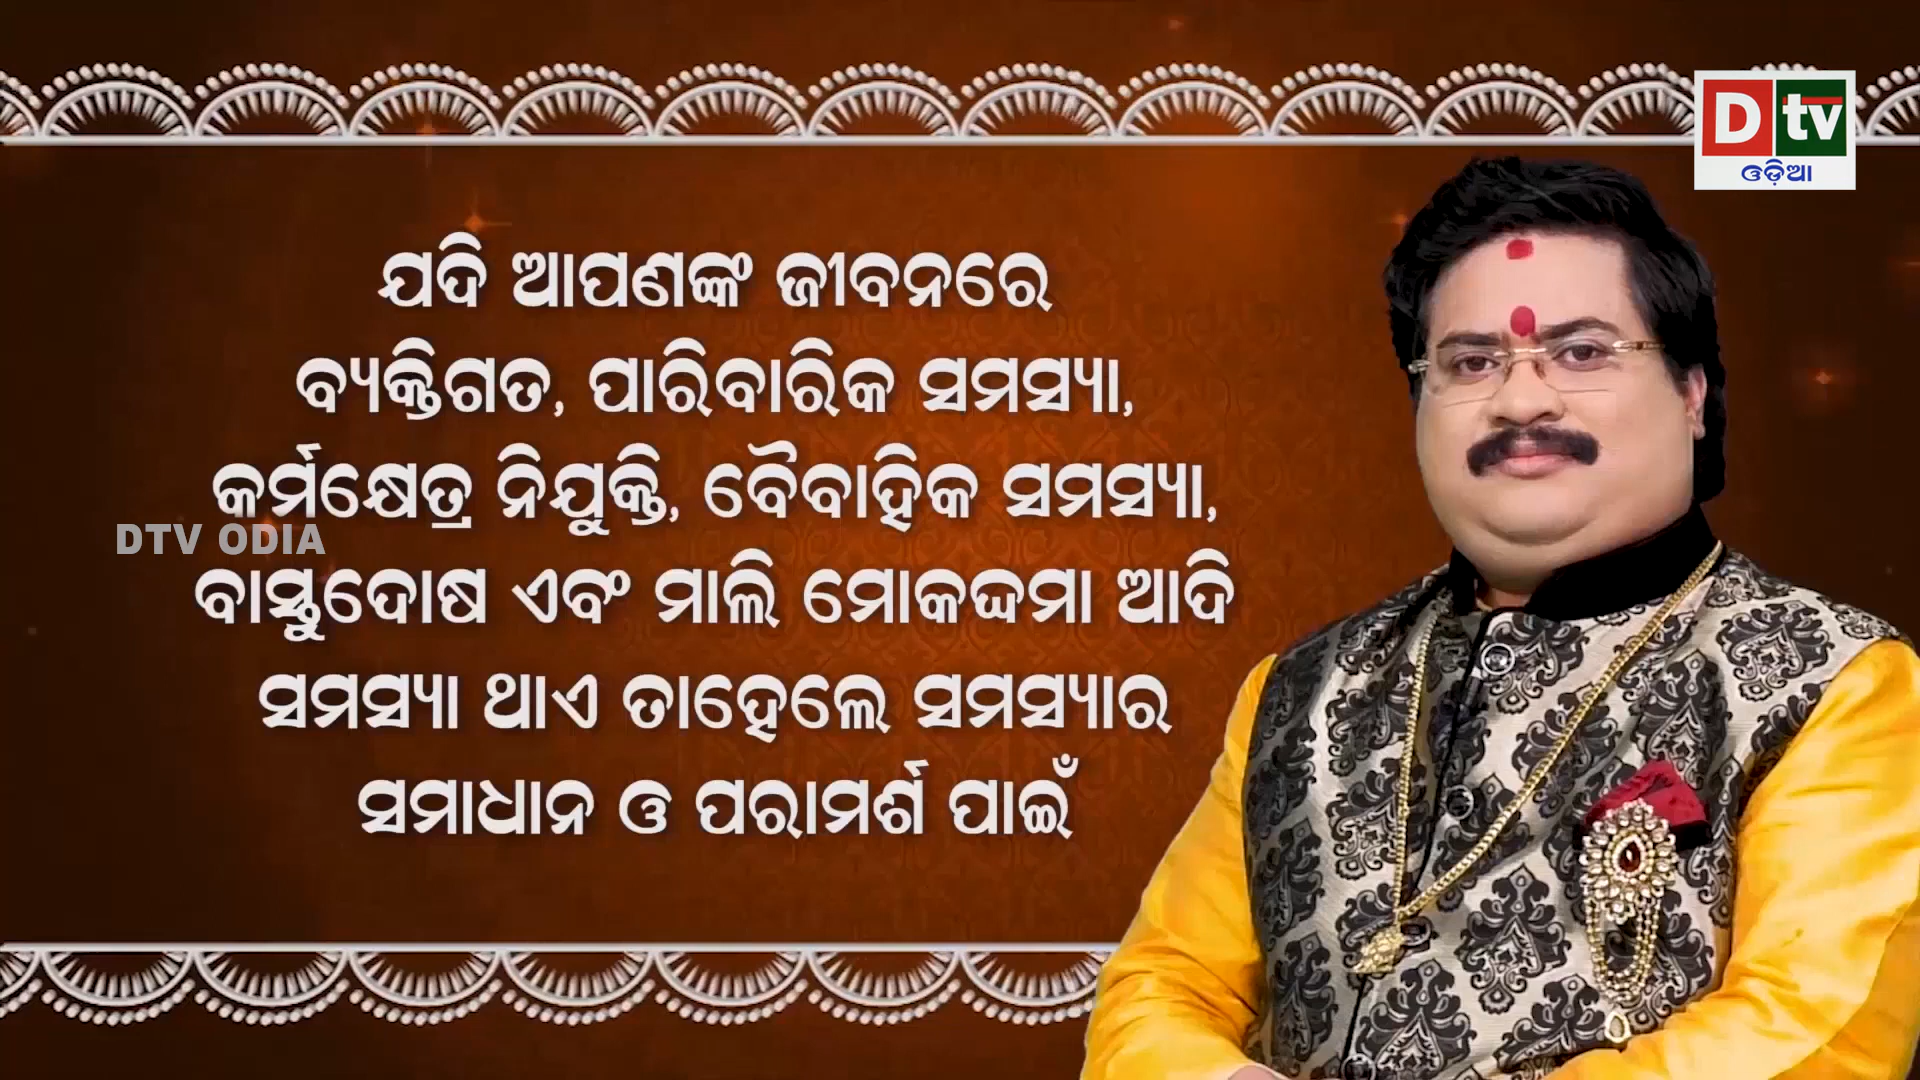 D tv
ଓଡ଼ିଆ
ଯଦି ଆପଣଙ୍କ ଜୀବନରେ
ବ୍ୟକ୍ତିଗତ, ପାରିବାରିକ ସମସ୍ୟା,
କର୍ମକ୍ଷେତ୍ର ନିଯୁକ୍ତି, ବୈବାହିକ ସମସ୍ୟା,
DTV ODIA
ବାସ୍ତୁଦୋଷ ଏବଂ ମାଲି ମୋକଦ୍ଦମା ଆଦି
ସମସ୍ୟା ଥାଏ ତାହେଲେ ସମସ୍ୟାର
ସମାଧାନ ଓ ପରାମର୍ଶ ପାଇଁ